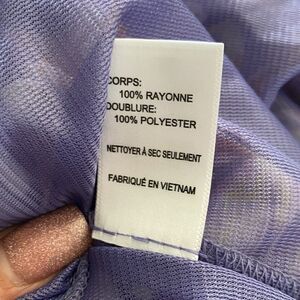 CORPS:
100% RAYONNE
DOUBLURE:
100% POLYESTER
NETTOYER À SEC SEULEMENT
FABRIQUÉ EN VIETNAM